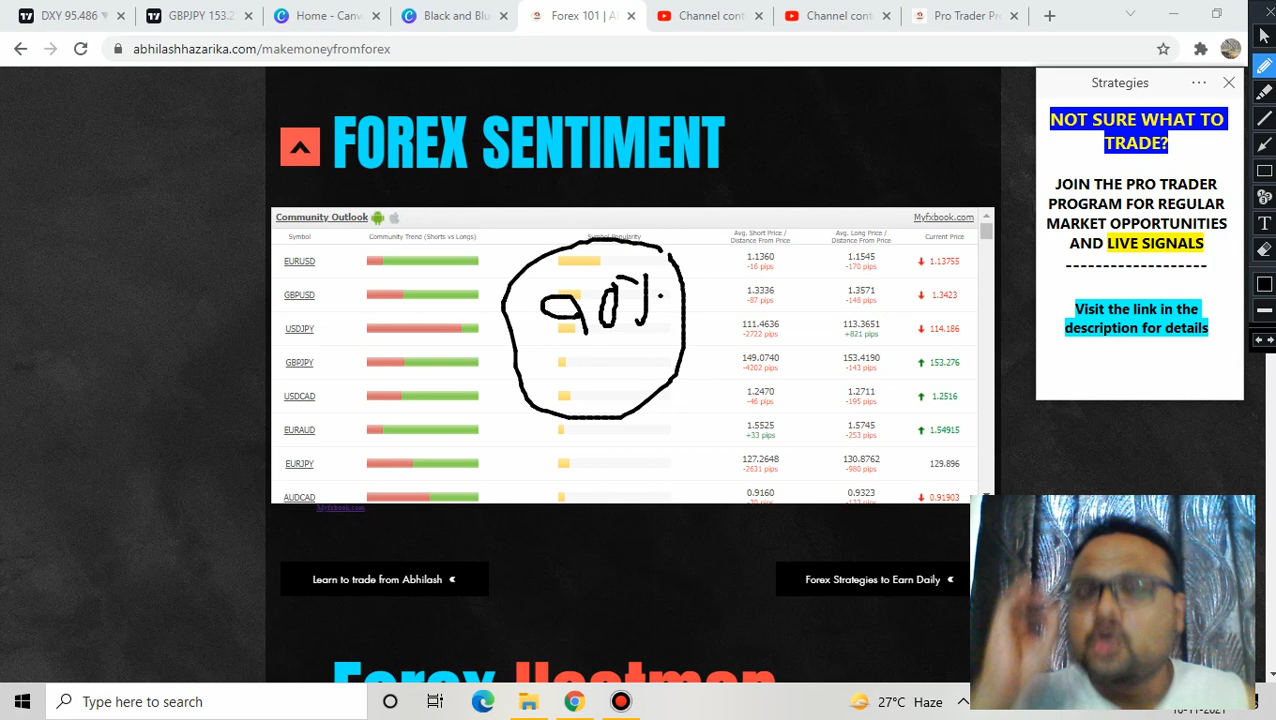 DXY 95.486
GBPJPY 153.2
Home - Canv
Black and Blu
Forex 101 | Al
Channel cont
Channel cont
Pro Trader Pr
abhilashhazarika.com/makemoneyfromforex
Strategies
NOT SURE WHAT TO
TRADE?
JOIN THE PRO TRADER
PROGRAM FOR REGULAR
MARKET OPPORTUNITIES
AND LIVE SIGNALS
-------------------
Visit the link in the
description for details
FOREX SENTIMENT
Community Outlook Myfxbook.com
Symbol Community Trend (Shorts vs Longs) Symbol Popularity Avg. Short Price / Avg. Long Price / Current Price
Distance From Price Distance From Price
EURUSD 1.1360 1.1545 1.13755
-16 pips -170 pips
GBPUSD 1.3336 1.3571 1.3423
-87 pips -148 pips
USDJPY 111.4636 113.3651 114.186
-2722 pips +821 pips
GBPJPY 149.0740 153.4190 153.276
-4202 pips -143 pips
USDCAD 1.2470 1.2711 1.2516
-46 pips -195 pips
EURAUD 1.5525 1.5745 1.54915
+33 pips -253 pips
EURJPY 127.2648 130.8762 129.896
-2631 pips -980 pips
AUDCAD 0.9160 0.9323 0.91903
90%
Myfxbook.com
Learn to trade from Abhilash
Forex Strategies to Earn Daily
Forex Heatmap
Type here to search
27°C Haze